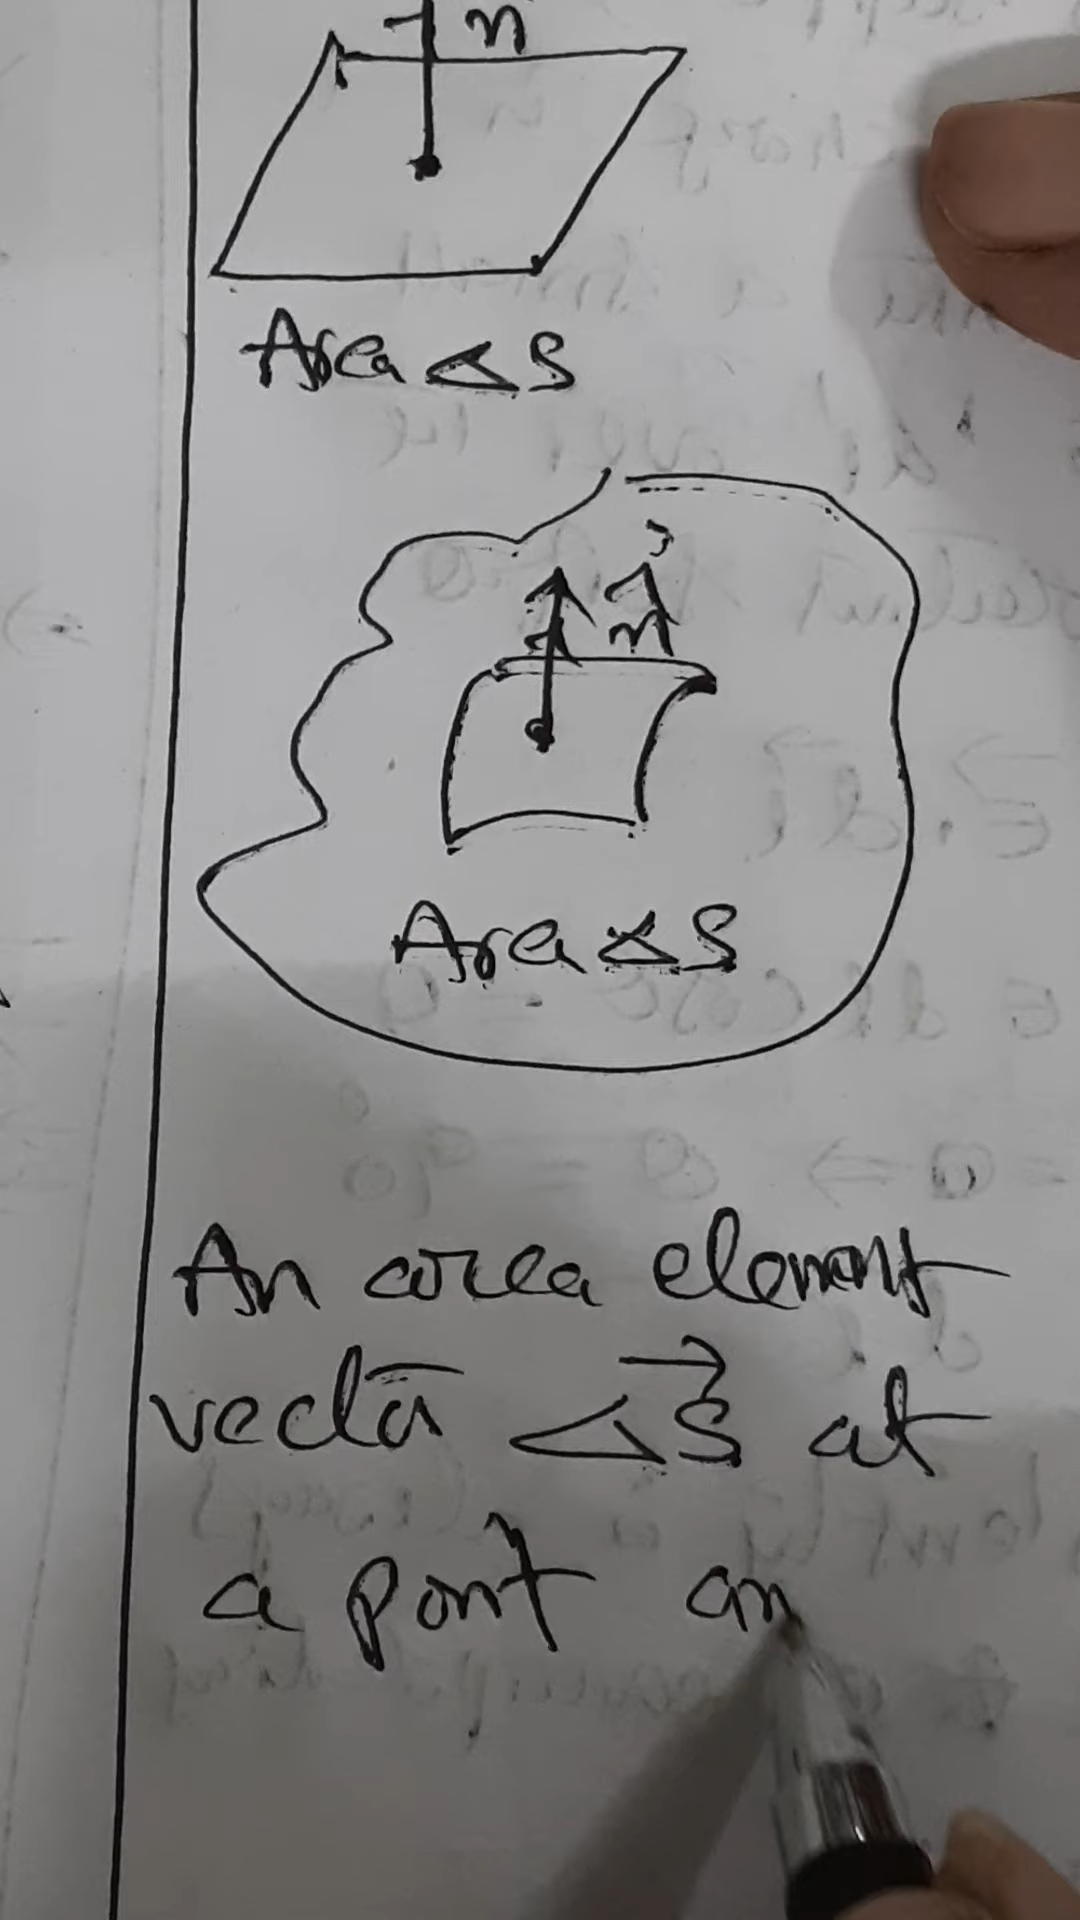 n
Area ΔS
n̂
Area ΔS
An area element
vector ΔS⃗ at
a point on